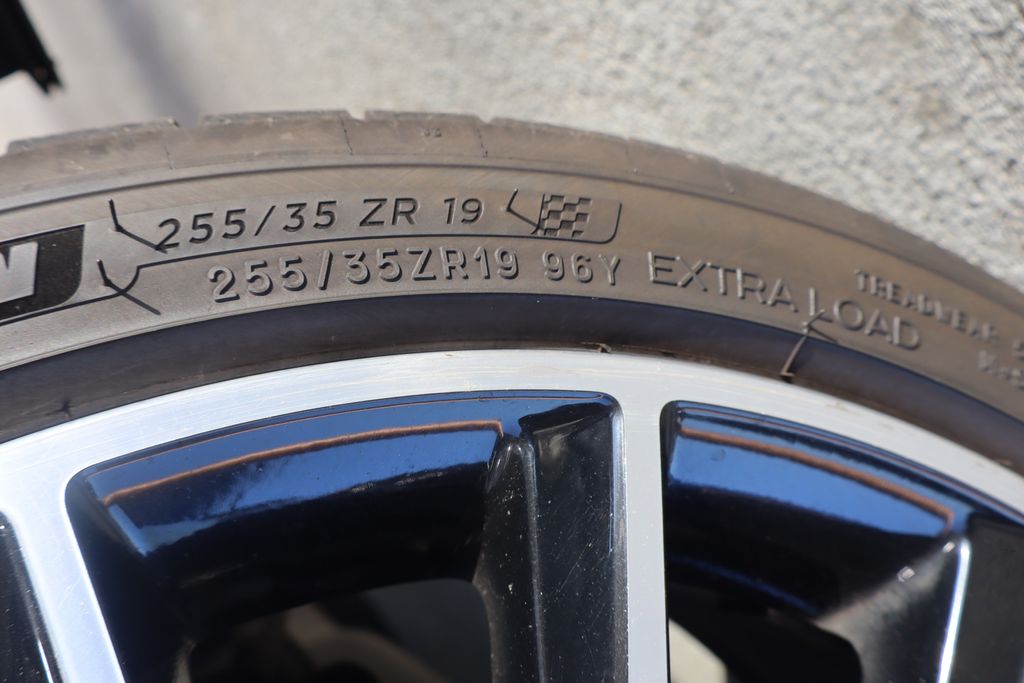 255/35 ZR 19
255/35ZR19 96Y EXTRA LOAD
TREADWEAR